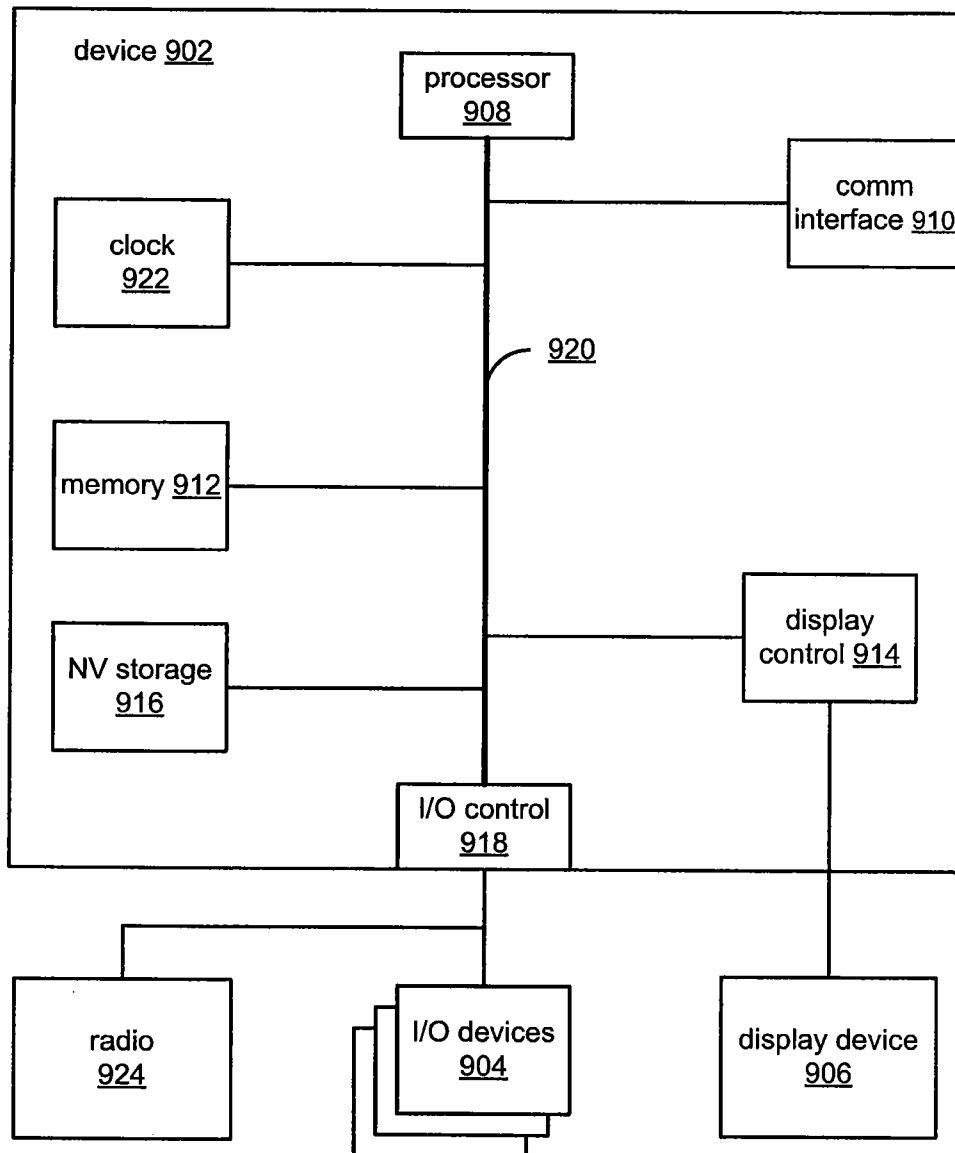 device 902
processor
908
comm
interface 910
clock
922
920
memory 912
display
control 914
NV storage
916
I/O control
918
radio
924
I/O devices
904
display device
906